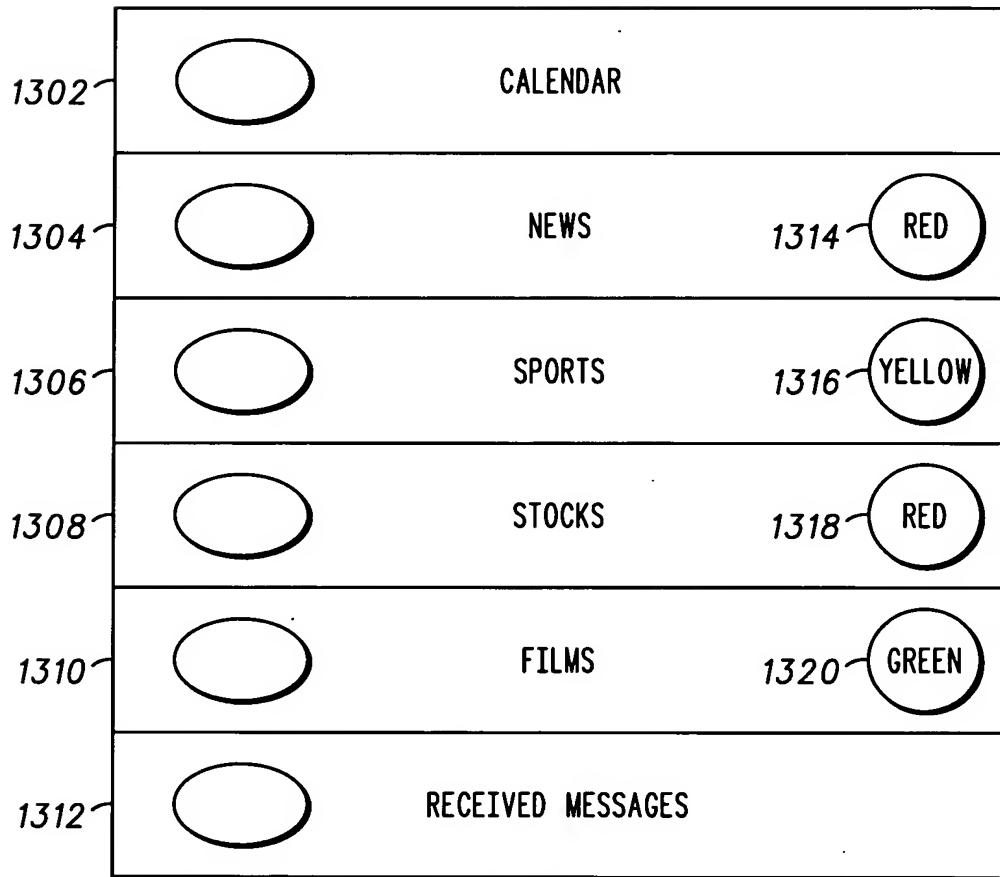 1302 CALENDAR
1304 NEWS 1314 RED
1306 SPORTS 1316 YELLOW
1308 STOCKS 1318 RED
1310 FILMS 1320 GREEN
1312 RECEIVED MESSAGES